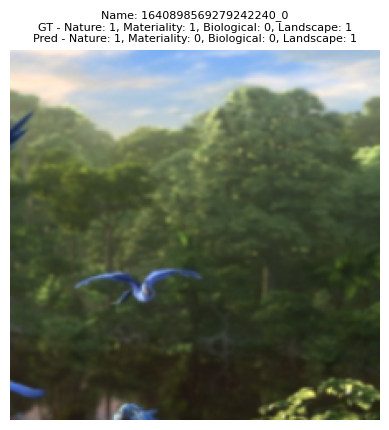 Name: 1640898569279242240_0
GT - Nature: 1, Materiality: 1, Biological: 0, Landscape: 1
Pred - Nature: 1, Materiality: 0, Biological: 0, Landscape: 1